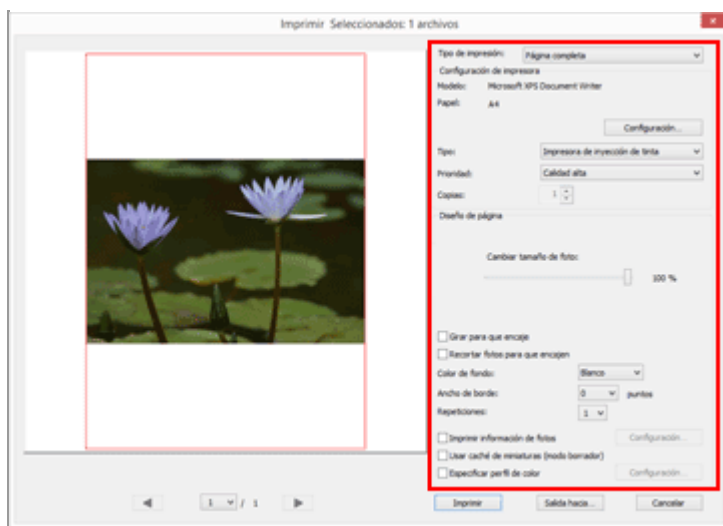 Imprimir Seleccionados: 1 archivos
Tipo de impresión: Página completa
Configuración de impresora
Modelo: Microsoft XPS Document Writer
Papel: A4
Configuración...
Tipo: Impresora de inyección de tinta
Prioridad: Calidad alta
Copias: 1
Diseño de página
Cambiar tamaño de foto:
100 %
Girar para que encaje
Recortar fotos para que encajen
Color de fondo: Blanco
Ancho de borde: 0 puntos
Repeticiones: 1
Imprimir información de fotos Configuración...
Usar caché de miniaturas (modo borrador)
Especificar perfil de color Configuración...
1 / 1 Imprimir Salida hacia... Cancelar